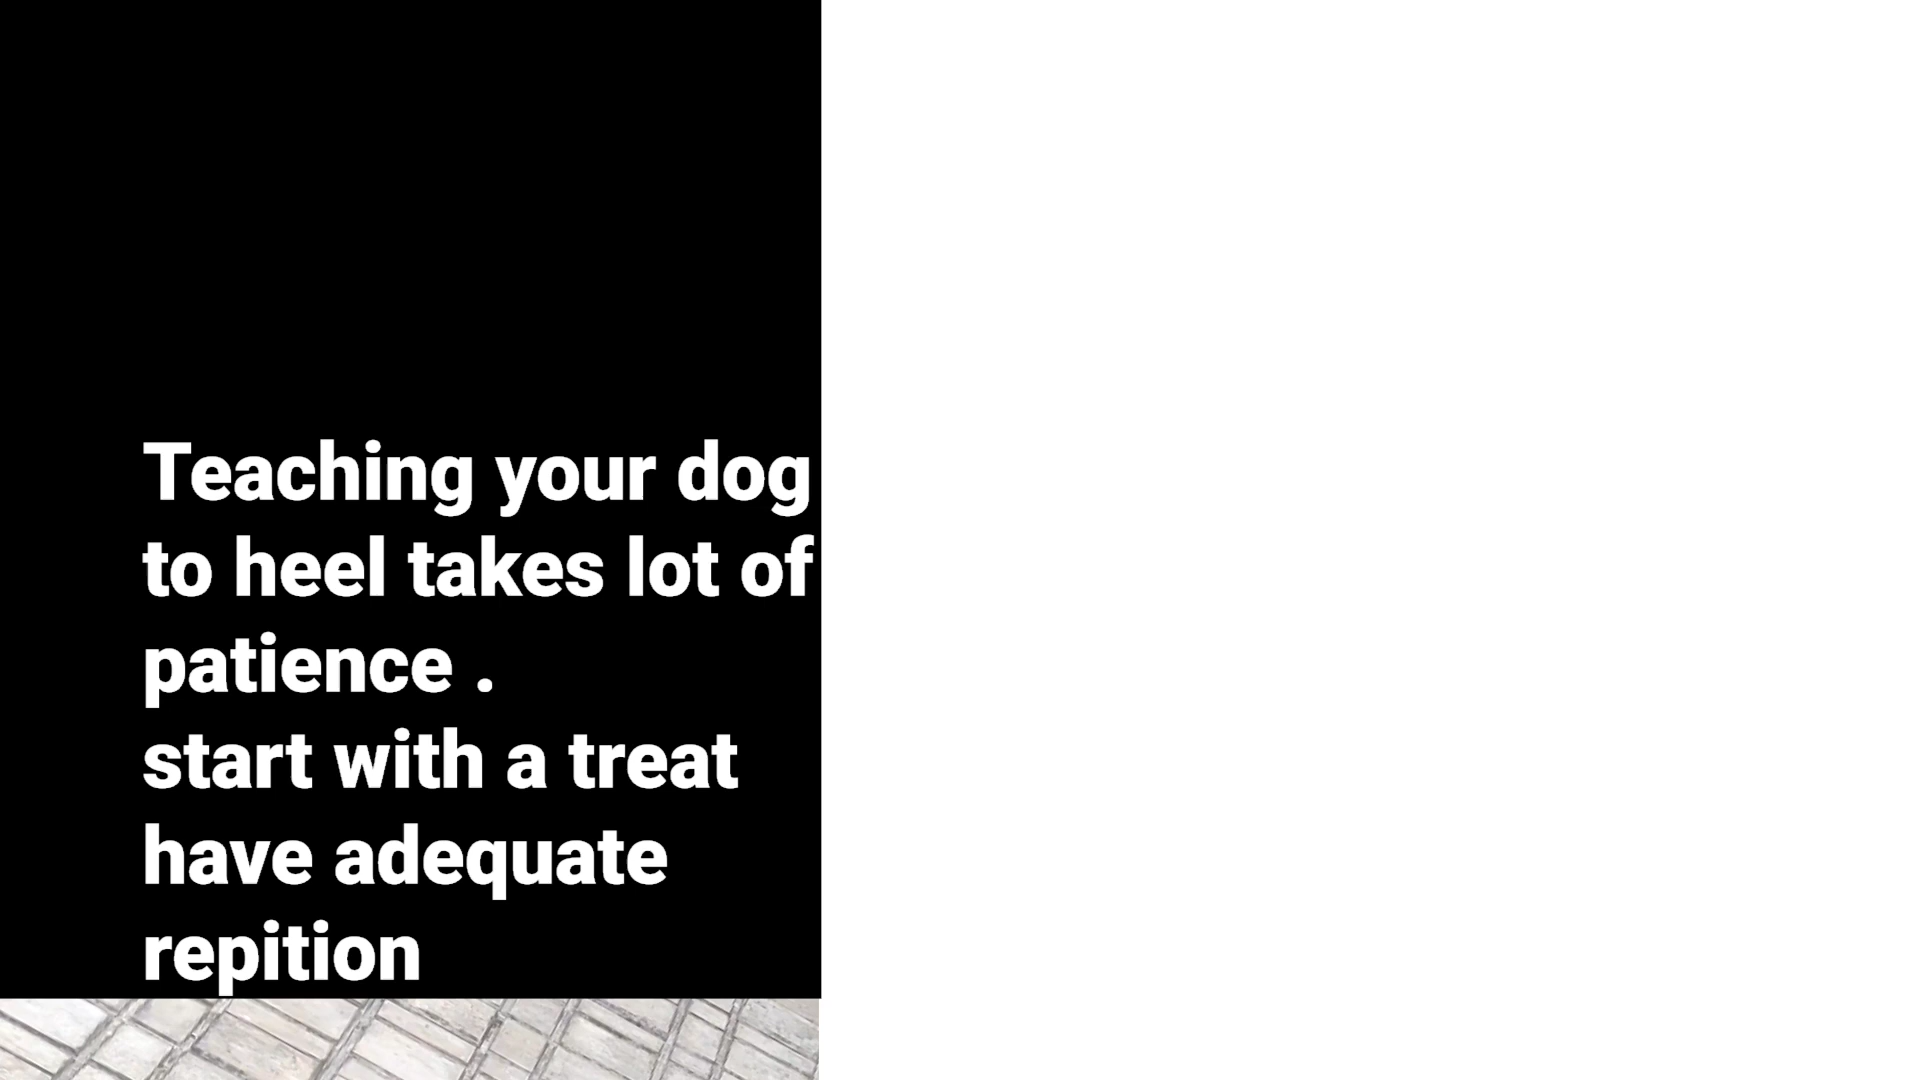 Teaching your dog
to heel takes lot of
patience .
start with a treat
have adequate
repition